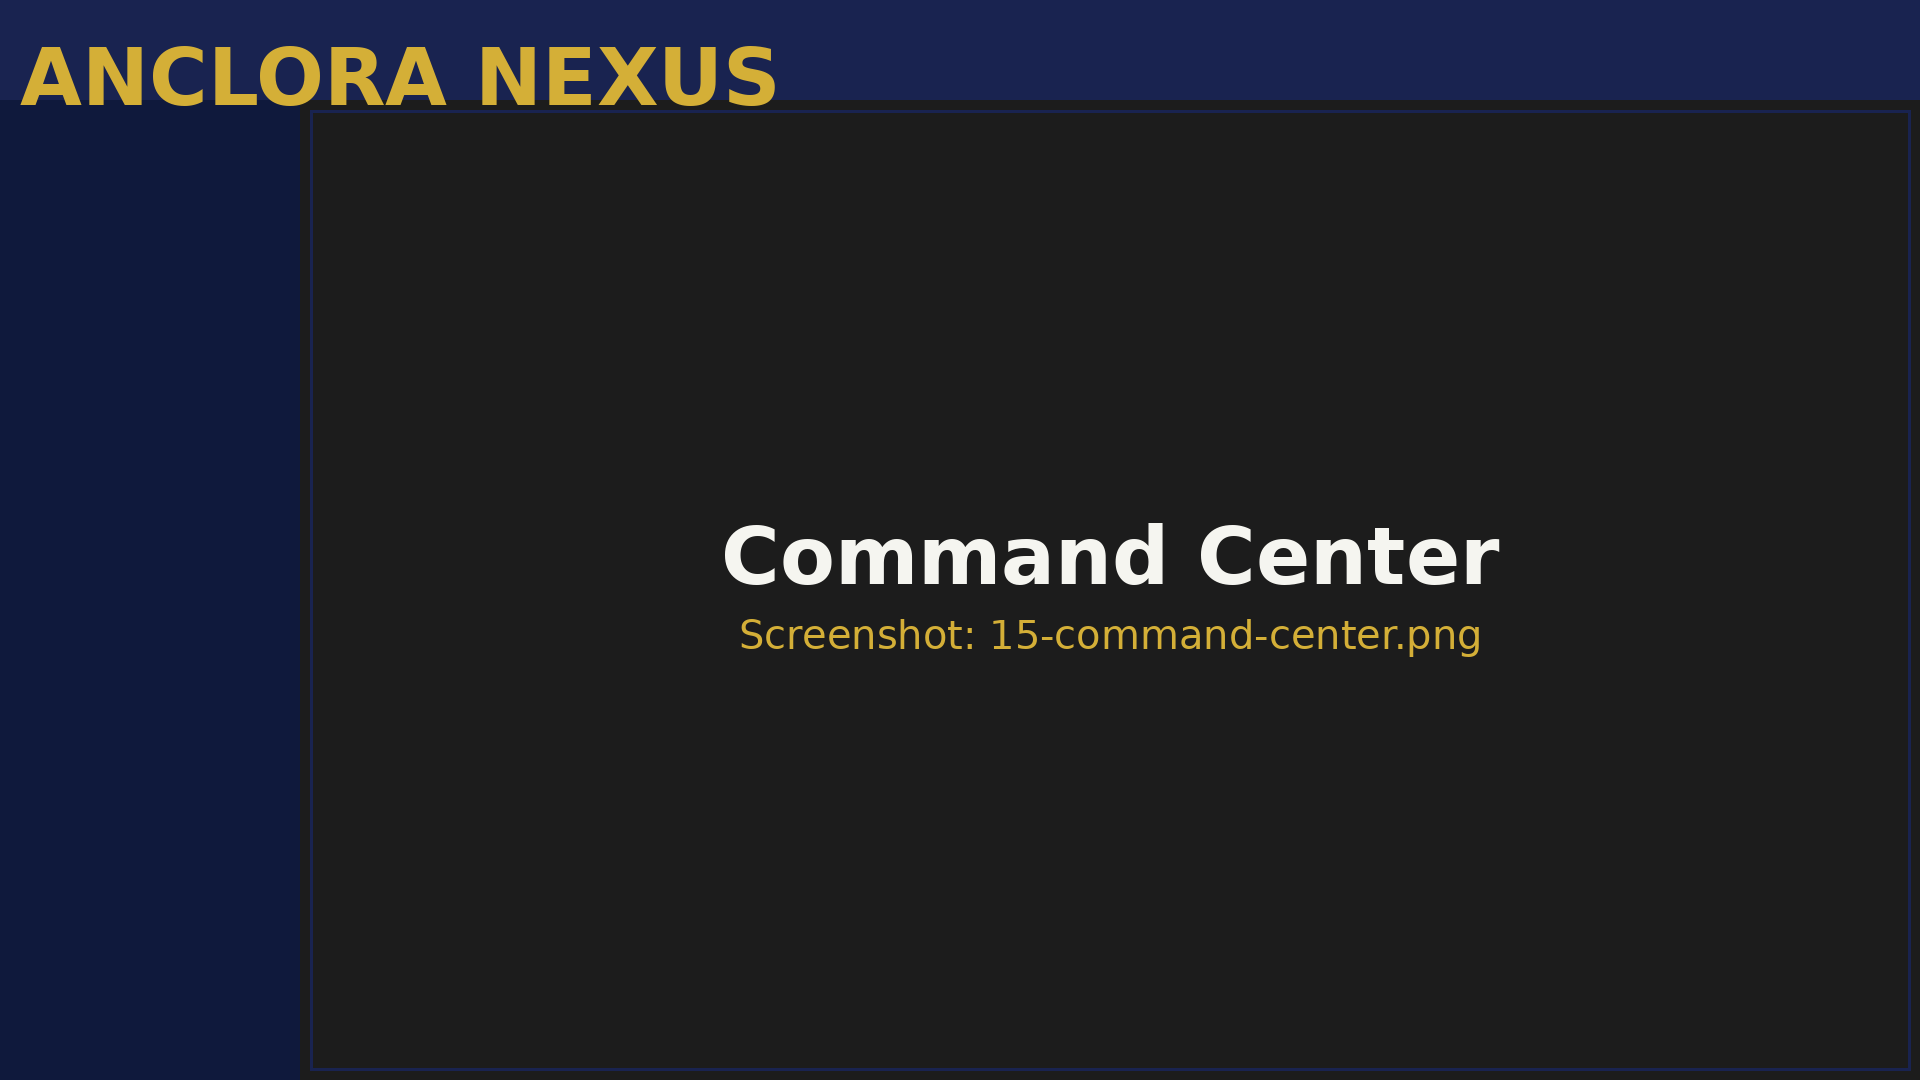 ANCLORA NEXUS
Command Center
Screenshot: 15-command-center.png